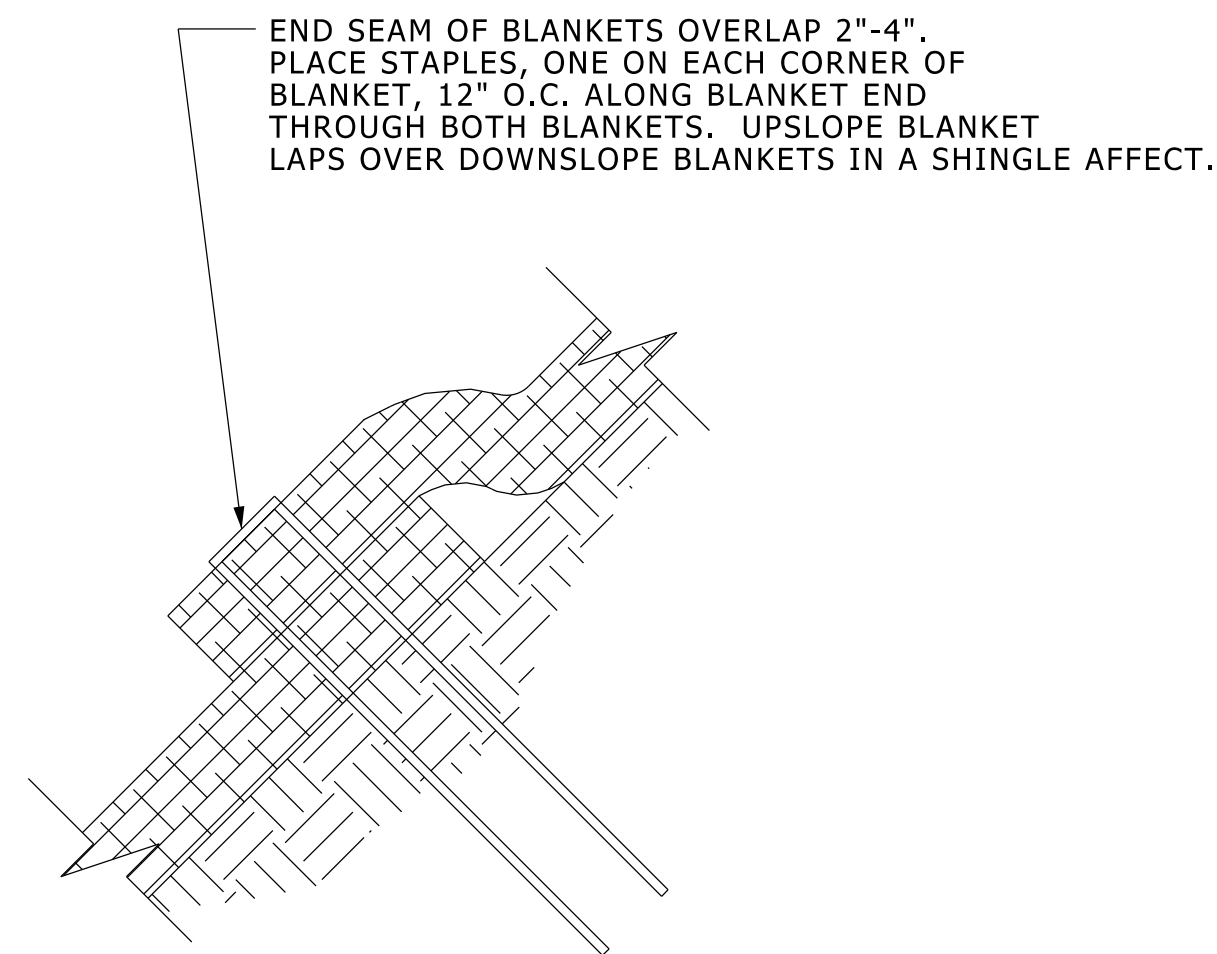 END SEAM OF BLANKETS OVERLAP 2"-4".
PLACE STAPLES, ONE ON EACH CORNER OF
BLANKET, 12" O.C. ALONG BLANKET END
THROUGH BOTH BLANKETS.  UPSLOPE BLANKET
LAPS OVER DOWNSLOPE BLANKETS IN A SHINGLE AFFECT.